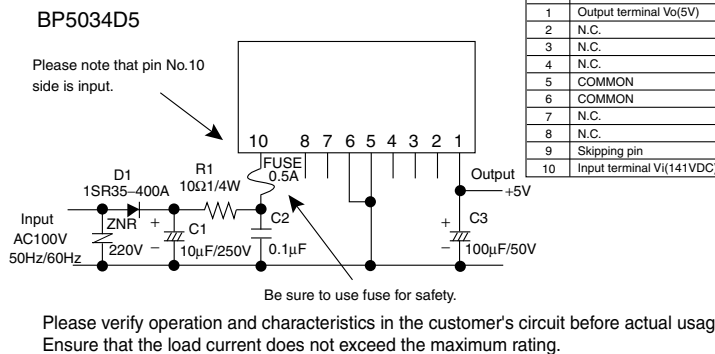 BP5034D5
Please note that pin No.10
side is input.
1 Output terminal Vo(5V)
2 N.C.
3 N.C.
4 N.C.
5 COMMON
6 COMMON
7 N.C.
8 N.C.
9 Skipping pin
10 Input terminal Vi(141VDC)
10 8 7 6 5 4 3 2 1
FUSE
0.5A
D1
1SR35–400A
R1
10Ω1/4W
Output
+5V
Input
AC100V
50Hz/60Hz
ZNR
220V
+
–
C1
10μF/250V
C2
0.1μF
+
–
C3
100μF/50V
Be sure to use fuse for safety.
Please verify operation and characteristics in the customer's circuit before actual usag
Ensure that the load current does not exceed the maximum rating.